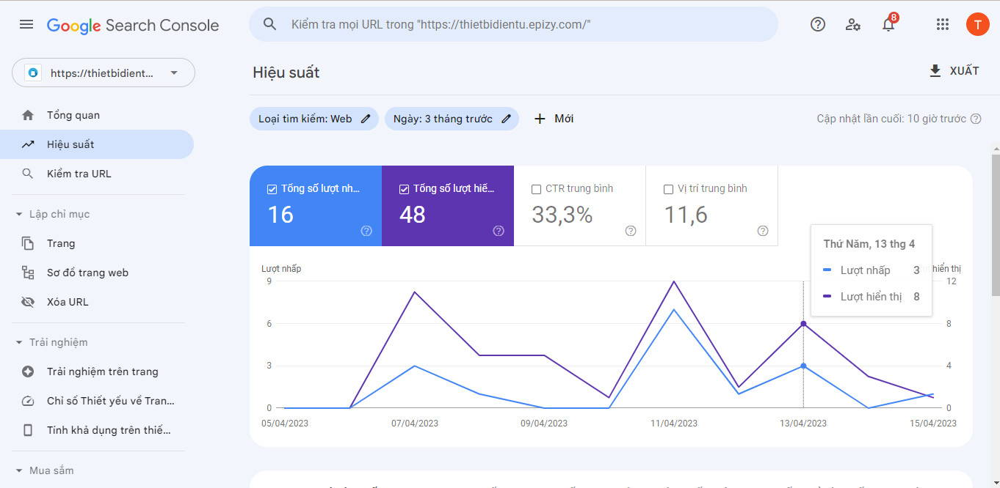 Google Search Console
Kiểm tra mọi URL trong "https://thietbidientu.epizy.com/"
8
T
https://thietbidient...
Hiệu suất
XUẤT
Tổng quan
Hiệu suất
Kiểm tra URL
Lập chỉ mục
Trang
Sơ đồ trang web
Xóa URL
Trải nghiệm
Trải nghiệm trên trang
Chỉ số Thiết yếu về Tran...
Tính khả dụng trên thiế...
Mua sắm
Loại tìm kiếm: Web
Ngày: 3 tháng trước
Mới
Cập nhật lần cuối: 10 giờ trước
Tổng số lượt nh...
16
Tổng số lượt hiể...
48
CTR trung bình
33,3%
Vị trí trung bình
11,6
Thứ Năm, 13 thg 4
Lượt nhấp 3
Lượt hiển thị 8
Lượt nhấp
hiển thị
9
12
6
8
3
4
0
0
05/04/2023
07/04/2023
09/04/2023
11/04/2023
13/04/2023
15/04/2023